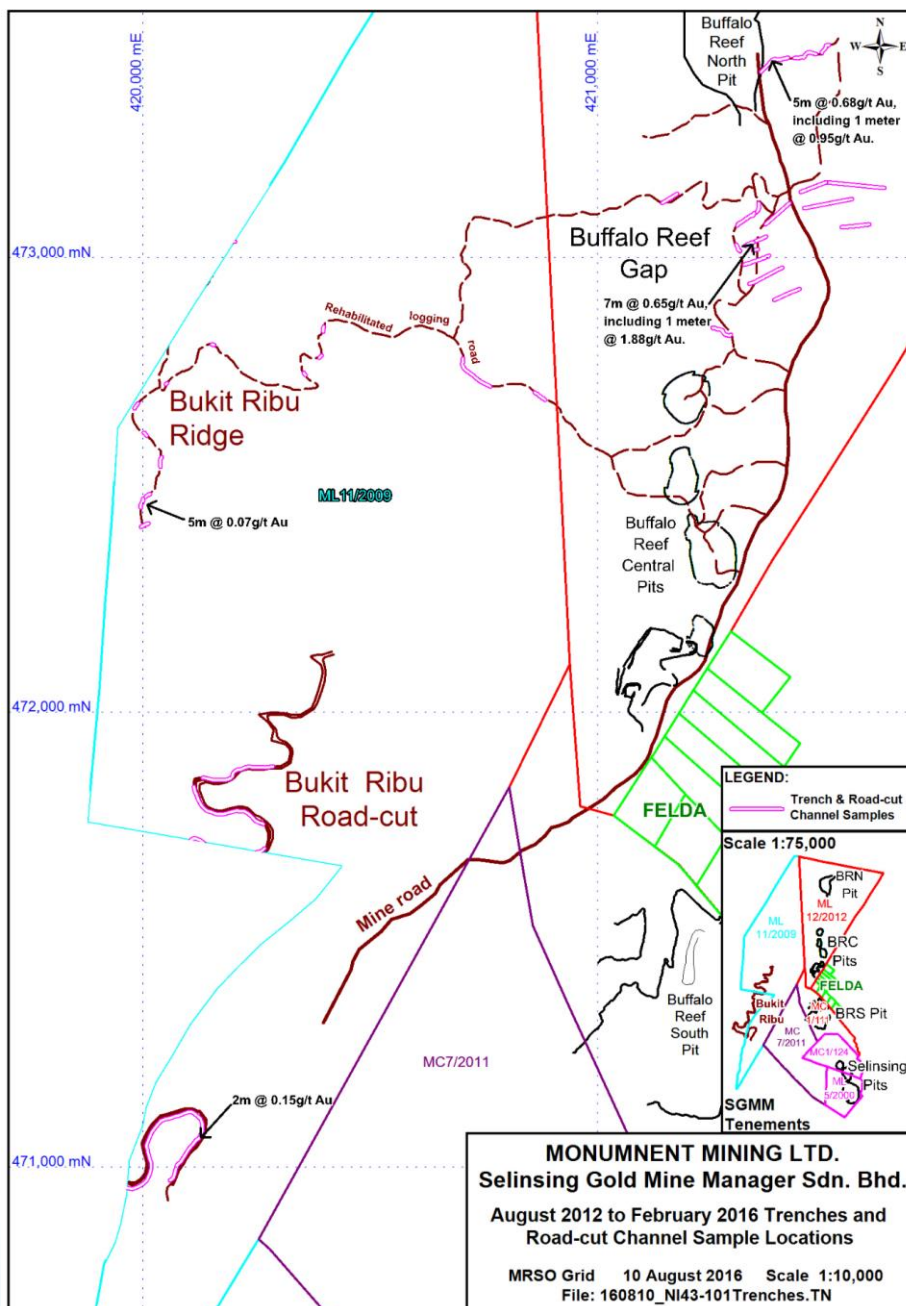 420,000 mE
421,000 mE
Buffalo
Reef
North
Pit
N
W E
S
5m @ 0.68g/t Au,
including 1 meter
@ 0.95g/t Au.
473,000 mN
Buffalo Reef
Gap
7m @ 0.65g/t Au,
including 1 meter
@ 1.88g/t Au.
Rehabilitated logging road
Bukit Ribu
Ridge
ML11/2009
5m @ 0.07g/t Au
Buffalo
Reef
Central
Pits
472,000 mN
Bukit Ribu
Road-cut
FELDA
Mine road
Buffalo
Reef
South
Pit
MC7/2011
2m @ 0.15g/t Au
471,000 mN
LEGEND:
Trench & Road-cut
Channel Samples
Scale 1:75,000
BRN
Pit
ML
12/2012
ML
11/2009
BRC
Pits
FELDA
Bukit
Ribu
MC
1/111
BRS Pit
MC
7/2011
MC1/124
Selinsing
Pits
ML
5/2000
SGMM
Tenements
MONUMNENT MINING LTD.
Selinsing Gold Mine Manager Sdn. Bhd.
August 2012 to February 2016 Trenches and
Road-cut Channel Sample Locations
MRSO Grid 10 August 2016 Scale 1:10,000
File: 160810_NI43-101Trenches.TN